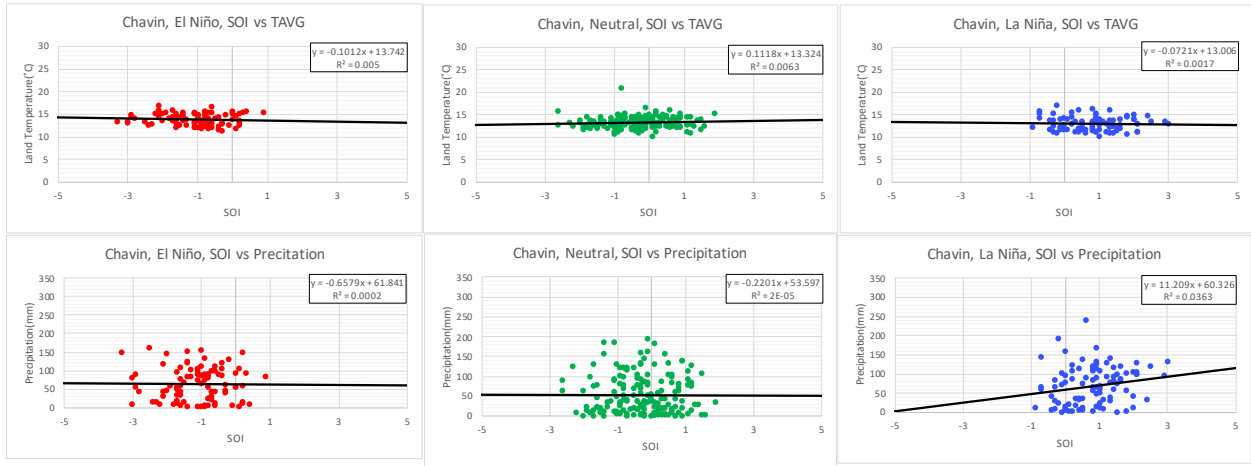 Chavin, El Niño, SOI vs TAVG
y = -0.1012x + 13.742
R² = 0.005
Land Temperature(˚C)
30
25
20
15
10
5
0
-5 -3 -1 1 3 5
SOI
Chavin, Neutral, SOI vs TAVG
y = 0.1118x + 13.324
R² = 0.0063
Land Temperature(˚C)
30
25
20
15
10
5
0
-5 -3 -1 1 3 5
SOI
Chavin, La Niña, SOI vs TAVG
y = -0.0721x + 13.006
R² = 0.0017
Land Temperature(˚C)
30
25
20
15
10
5
0
-5 -3 -1 1 3 5
SOI
Chavin, El Niño, SOI vs Precitation
y = -0.6579x + 61.841
R² = 0.0002
Precipitation(mm)
350
300
250
200
150
100
50
0
-5 -3 -1 1 3 5
SOI
Chavin, Neutral, SOI vs Precipitation
y = -0.2201x + 53.597
R² = 2E-05
Precipitation(mm)
350
300
250
200
150
100
50
0
-5 -3 -1 1 3 5
SOI
Chavin, La Niña, SOI vs Precipitation
y = 11.209x + 60.326
R² = 0.0363
Precipitation(mm)
350
300
250
200
150
100
50
0
-5 -3 -1 1 3 5
SOI